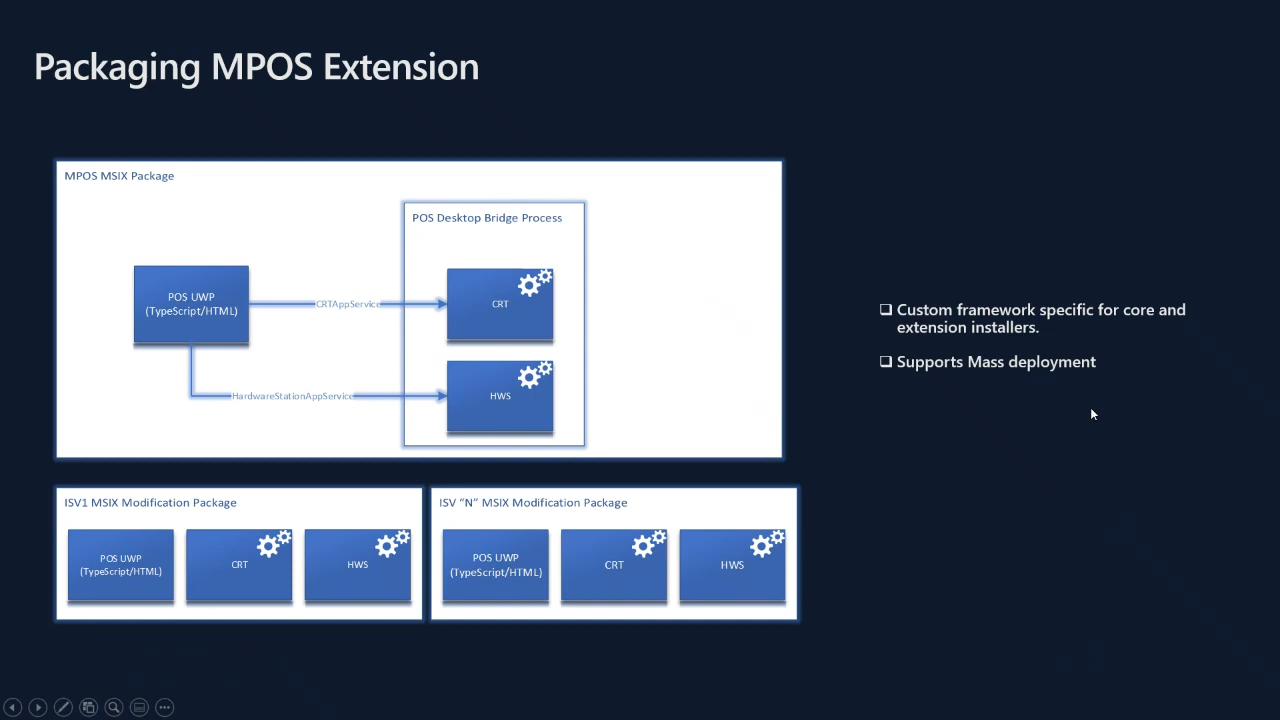 Packaging MPOS Extension
MPOS MSIX Package
POS Desktop Bridge Process
POS UWP
(TypeScript/HTML)
CRTAppService
CRT
HardwareStationAppService
HWS
Custom framework specific for core and
extension installers.
Supports Mass deployment
ISV1 MSIX Modification Package
POS UWP
(TypeScript/HTML)
CRT
HWS
ISV “N” MSIX Modification Package
POS UWP
(TypeScript/HTML)
CRT
HWS